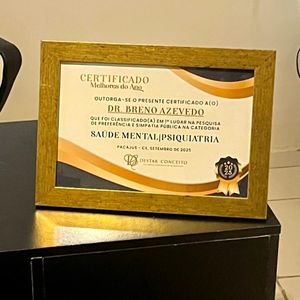 CERTIFICADO
Melhores do Ano
OUTORGA-SE O PRESENTE CERTIFICADO A(O)
DR. BRENO AZEVEDO
QUE FOI CLASSIFICADO(A) EM 1º LUGAR NA PESQUISA
DE PREFERÊNCIA E SIMPATIA PÚBLICA NA CATEGORIA
SAÚDE MENTAL/PSIQUIATRIA
PACAJUS - CE, SETEMBRO DE 2025
DESTAK CONCEITO